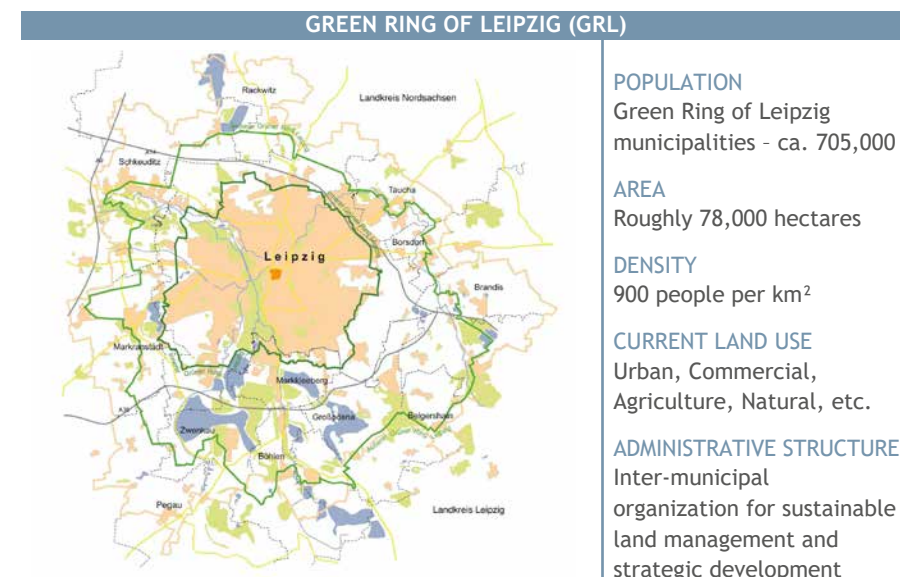 GREEN RING OF LEIPZIG (GRL)
Rackwitz
Landkreis Nordsachsen
A14
A9
Schkeuditz
Taucha
Leipzig
Borsdorf
Brandis
Markranstädt
Markkleeberg
A38
Großpösna
Zwenkau
Belgershain
Böhlen
Pegau
Landkreis Leipzig
POPULATION
Green Ring of Leipzig
municipalities – ca. 705,000
AREA
Roughly 78,000 hectares
DENSITY
900 people per km²
CURRENT LAND USE
Urban, Commercial,
Agriculture, Natural, etc.
ADMINISTRATIVE STRUCTURE
Inter-municipal
organization for sustainable
land management and
strategic development